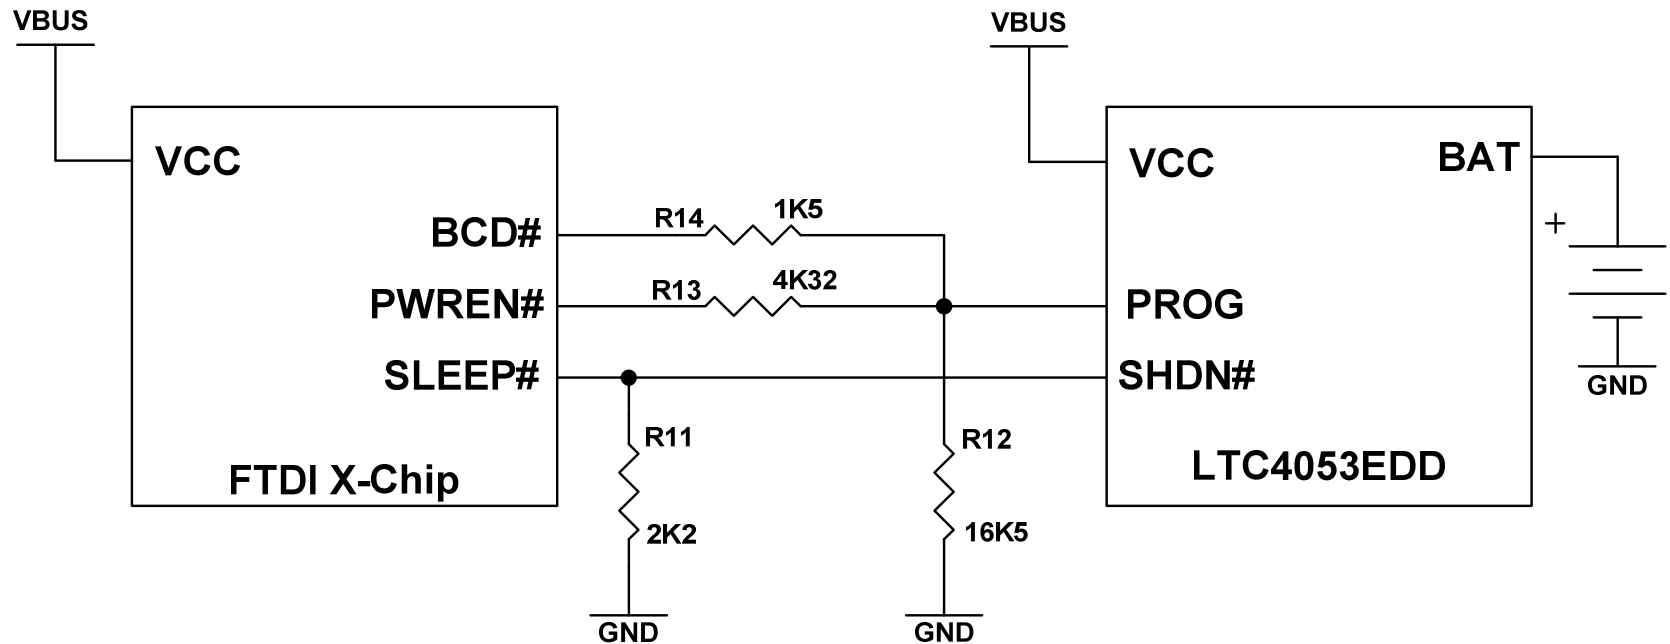 VBUS
VBUS
VCC
VCC
BAT
BCD#
R14
1K5
+
PWREN#
R13
4K32
PROG
SLEEP#
SHDN#
GND
R11
R12
FTDI X-Chip
LTC4053EDD
2K2
16K5
GND
GND